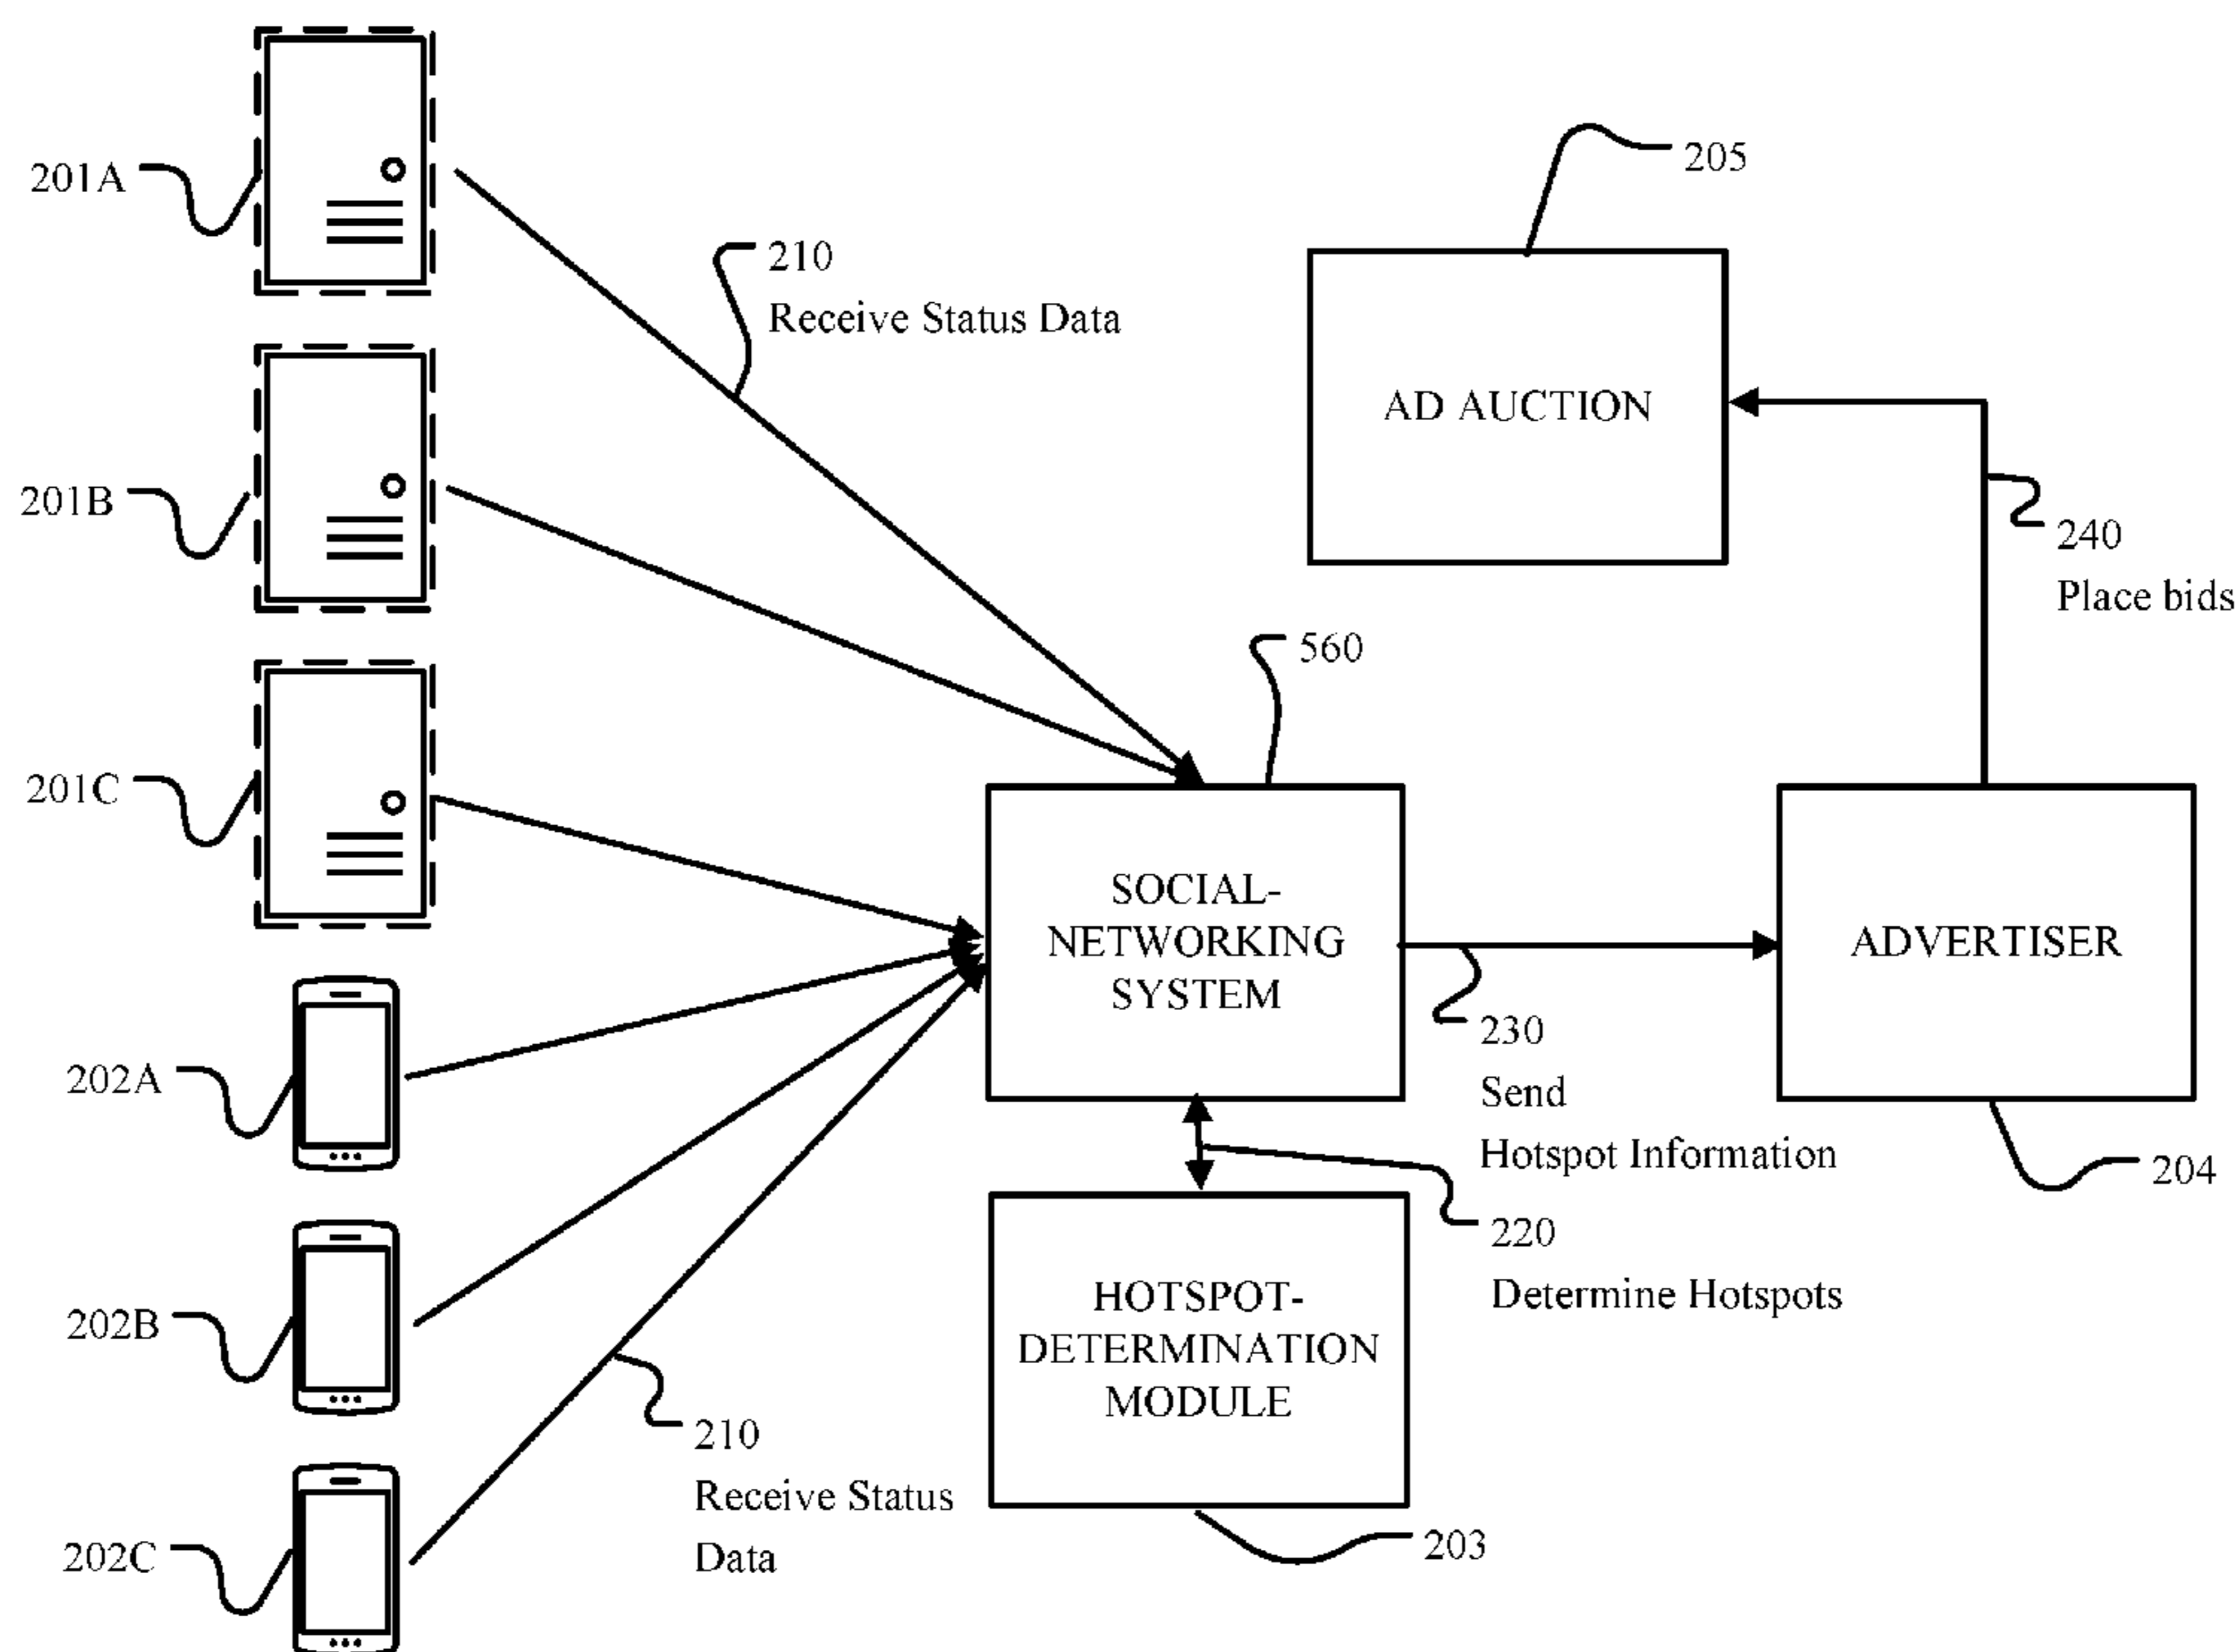 201A
210
Receive Status Data
205
AD AUCTION
201B
240
Place bids
560
201C
SOCIAL-
NETWORKING
SYSTEM
ADVERTISER
230
Send
Hotspot Information
202A
204
220
Determine Hotspots
HOTSPOT-
DETERMINATION
MODULE
202B
210
Receive Status
Data
203
202C